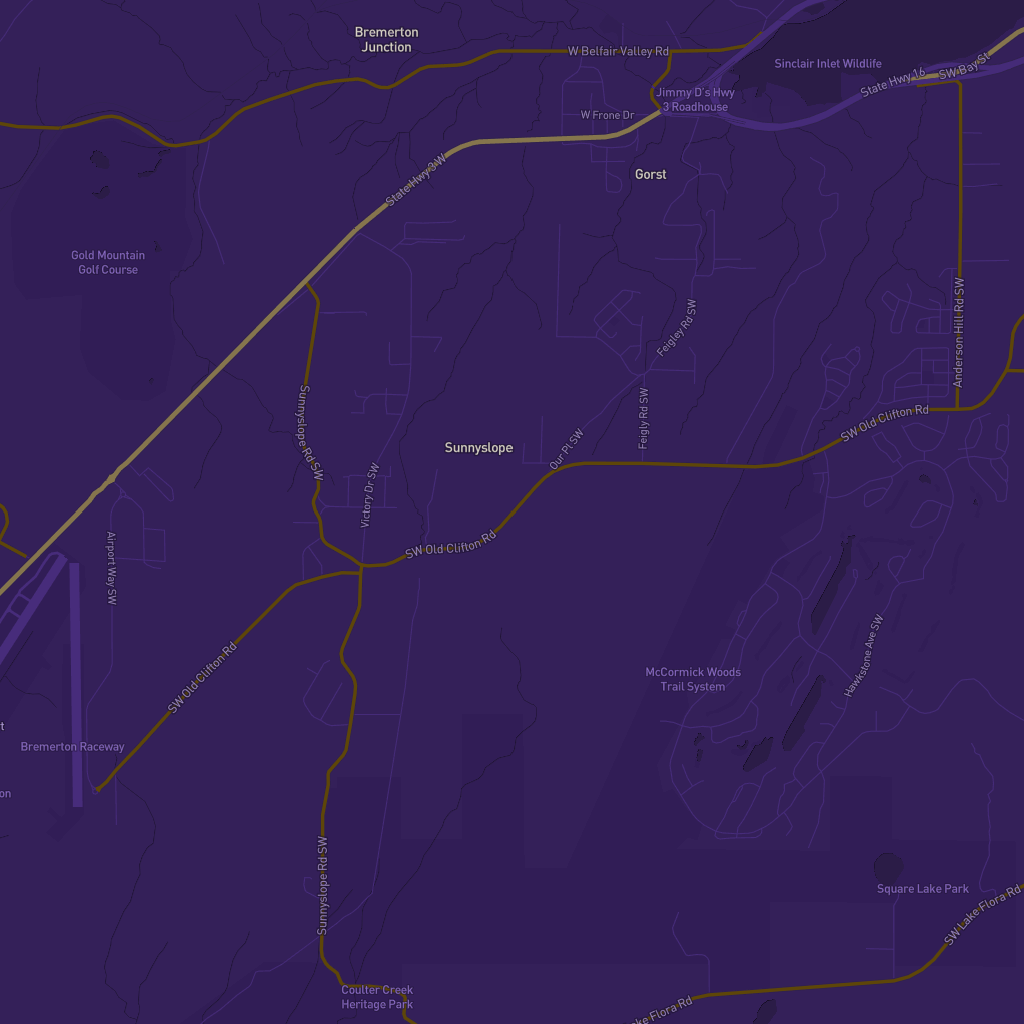 Bremerton
Junction
W Belfair Valley Rd
Sinclair Inlet Wildlife
State Hwy 16
SW Bay St
Jimmy D's Hwy
3 Roadhouse
W Frone Dr
State Hwy 3 W
Gorst
Gold Mountain
Golf Course
Anderson Hill Rd SW
Feigley Rd SW
Sunnyslope Rd SW
Feigly Rd SW
SW Old Clifton Rd
Sunnyslope
Our Pl SW
Victory Dr SW
SW Old Clifton Rd
Airport Way SW
SW Old Clifton Rd
Hawkstone Ave SW
McCormick Woods
Trail System
t
Bremerton Raceway
on
Sunnyslope Rd SW
Square Lake Park
SW Lake Flora Rd
Coulter Creek
Heritage Park
ke Flora Rd